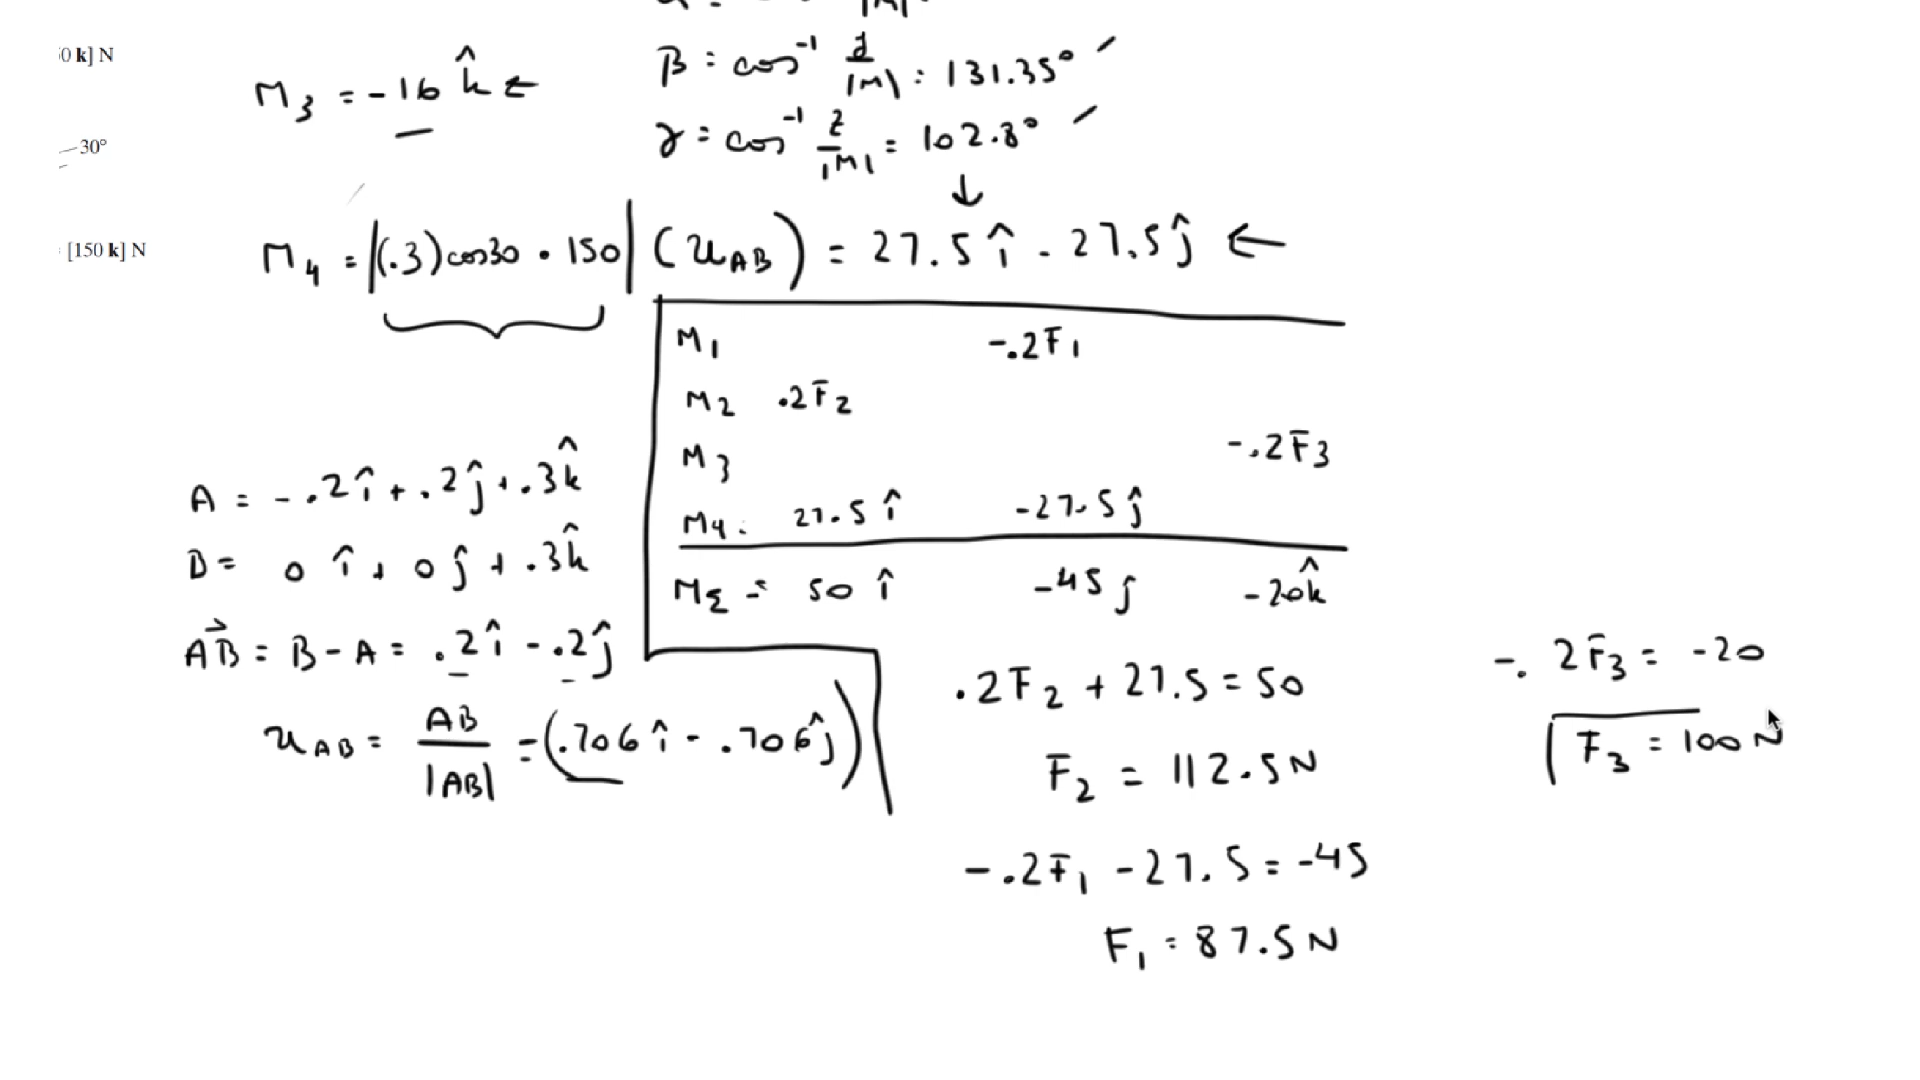 0 k] N
M₃ = -16 k̂ ←
β : cos⁻¹ y/|M| : 131.35°
γ = cos⁻¹ z/|M| = 102.8°
30°
[150 k] N
M₄ = |(.3)cos30 · 150| (u_AB) = 27.5 î - 27.5 ĵ ←
M₁ -.2F₁
M₂ .2F₂
M₃ -.2F₃
M₄ : 27.5 î -27.5 ĵ
M_Σ = 50 î -45 j -20k̂
A = -.2î + .2ĵ + .3k̂
B = 0 î + 0 ĵ + .3k̂
AB = B - A = .2î - .2ĵ
u_AB = AB/|AB| = (.706 î - .706 ĵ)
.2F₂ + 27.5 = 50
F₂ = 112.5 N
-.2F₁ - 27.5 = -45
F₁ = 87.5 N
-.2F₃ = -20
F₃ = 100 N